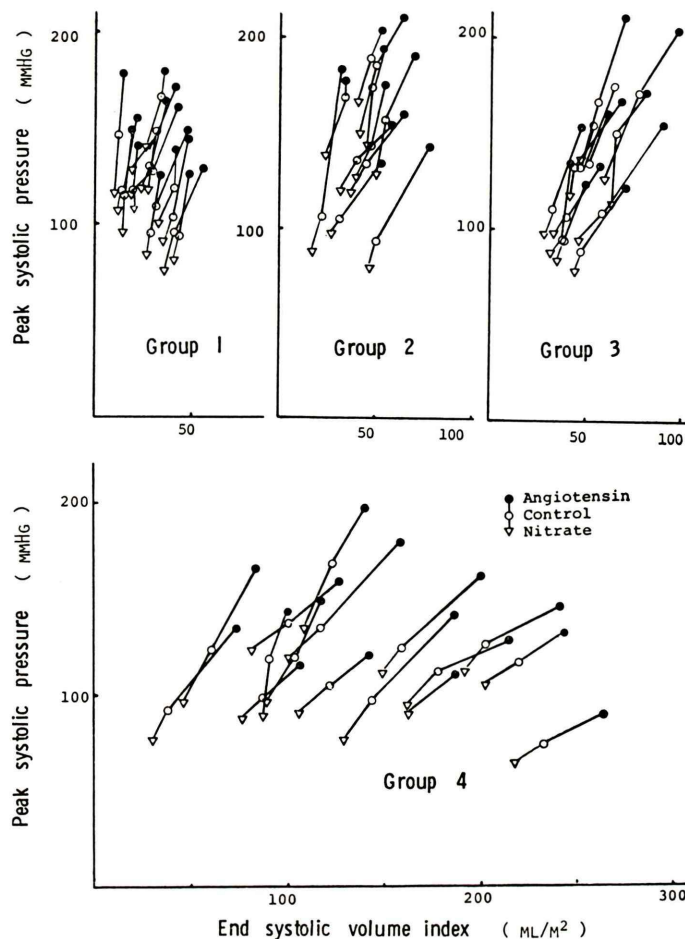 Peak systolic pressure ( MMHG )
200
100
Group 1
50
200
100
Group 2
50
100
200
100
Group 3
50
100
Peak systolic pressure ( MMHG )
200
100
Angiotensin
Control
Nitrate
Group 4
100
200
300
End systolic volume index ( ML/M² )